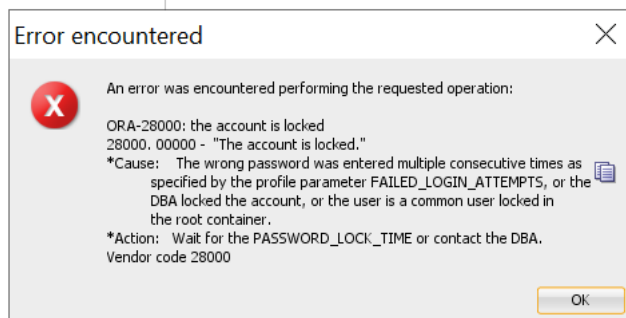 Error encountered
An error was encountered performing the requested operation:
ORA-28000: the account is locked
28000. 00000 - "The account is locked."
*Cause: The wrong password was entered multiple consecutive times as
specified by the profile parameter FAILED_LOGIN_ATTEMPTS, or the
DBA locked the account, or the user is a common user locked in
the root container.
*Action: Wait for the PASSWORD_LOCK_TIME or contact the DBA.
Vendor code 28000
OK